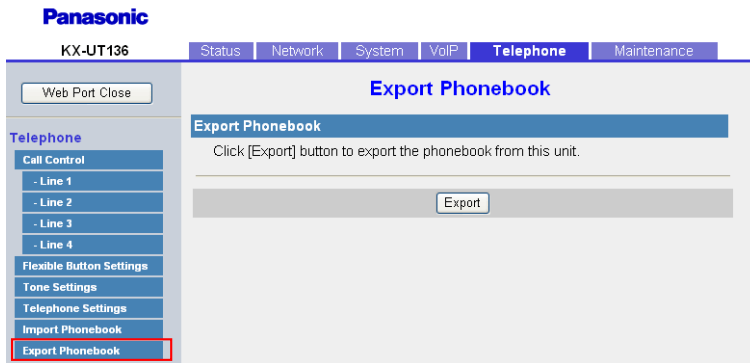 Panasonic
KX-UT136
Status Network System VoIP Telephone Maintenance
Web Port Close
Export Phonebook
Telephone
Export Phonebook
Click [Export] button to export the phonebook from this unit.
Export
Call Control
- Line 1
- Line 2
- Line 3
- Line 4
Flexible Button Settings
Tone Settings
Telephone Settings
Import Phonebook
Export Phonebook